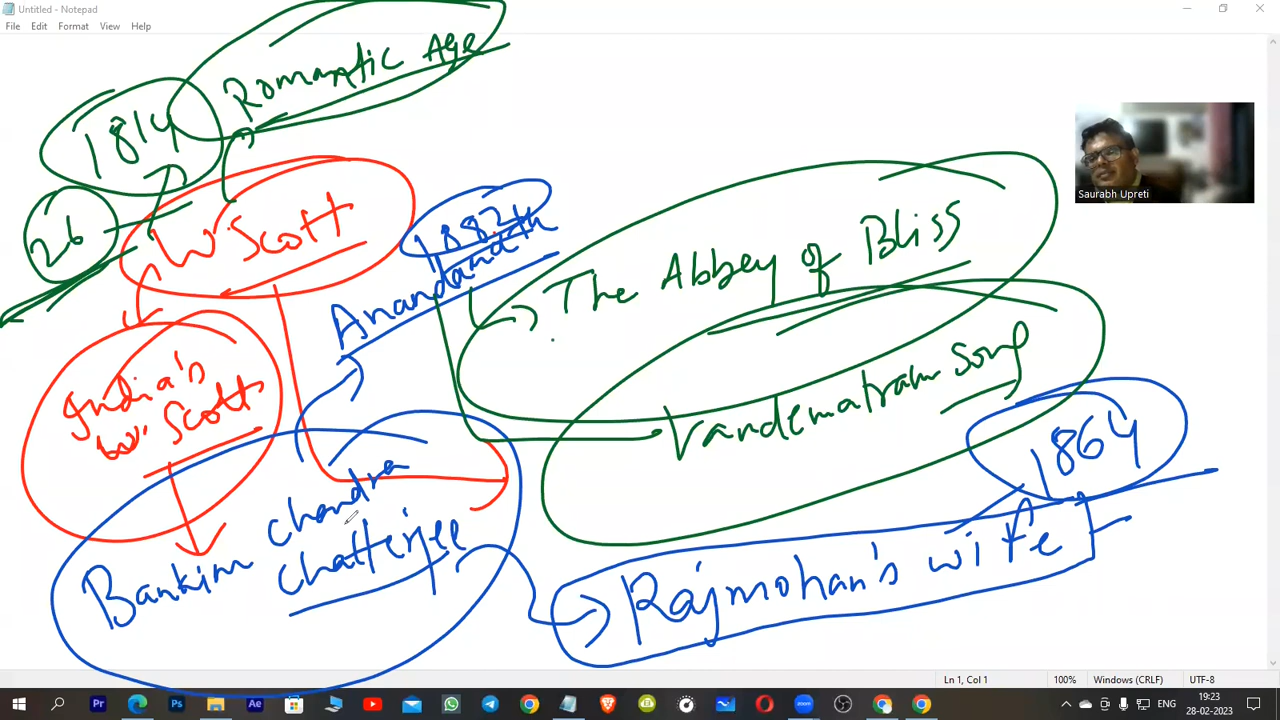 Untitled - Notepad
File Edit Format View Help
Romantic Age
1814
26
W Scott
1882
Anandamath
The Abbey of Bliss
Saurabh Upreti
India's
W. Scott
Vandematram Song
1864
Bankim chandra
chatterjee
Rajmohan's wife
Ln 1, Col 1 100% Windows (CRLF) UTF-8
ENG 19:23
28-02-2023